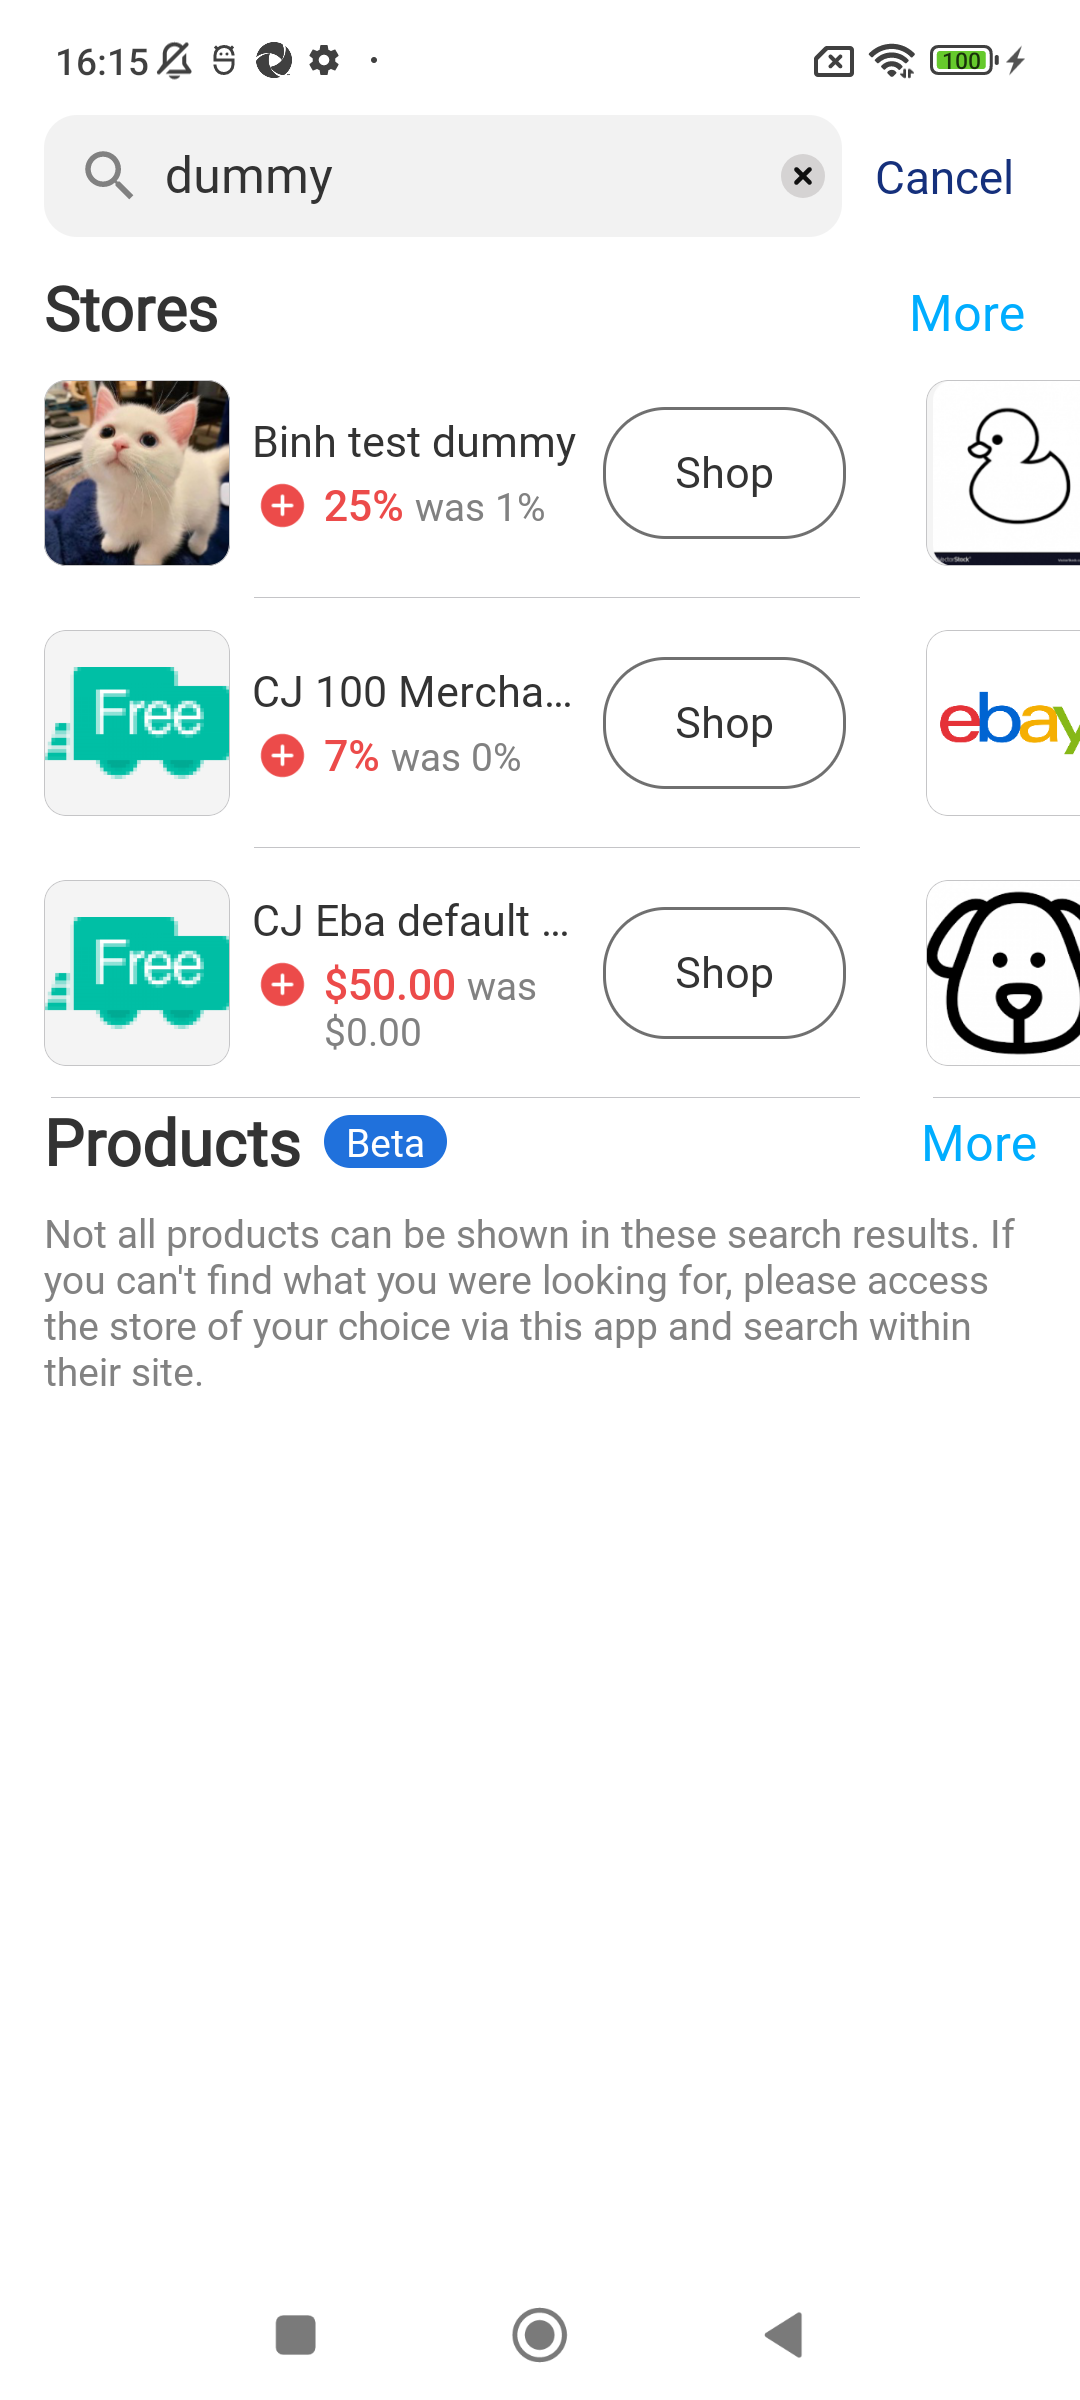 16:15
100
dummy
Cancel
Stores
More
Binh test dummy
25% was 1%
Shop
Free
CJ 100 Mercha...
7% was 0%
Shop
ebay
Free
CJ Eba default ...
$50.00 was
$0.00
Shop
Products
Beta
More
Not all products can be shown in these search results. If
you can't find what you were looking for, please access
the store of your choice via this app and search within
their site.